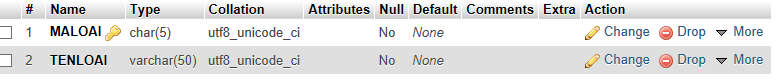 # Name Type Collation Attributes Null Default Comments Extra Action
1 MALOAI char(5) utf8_unicode_ci No None Change Drop More
2 TENLOAI varchar(50) utf8_unicode_ci No None Change Drop More